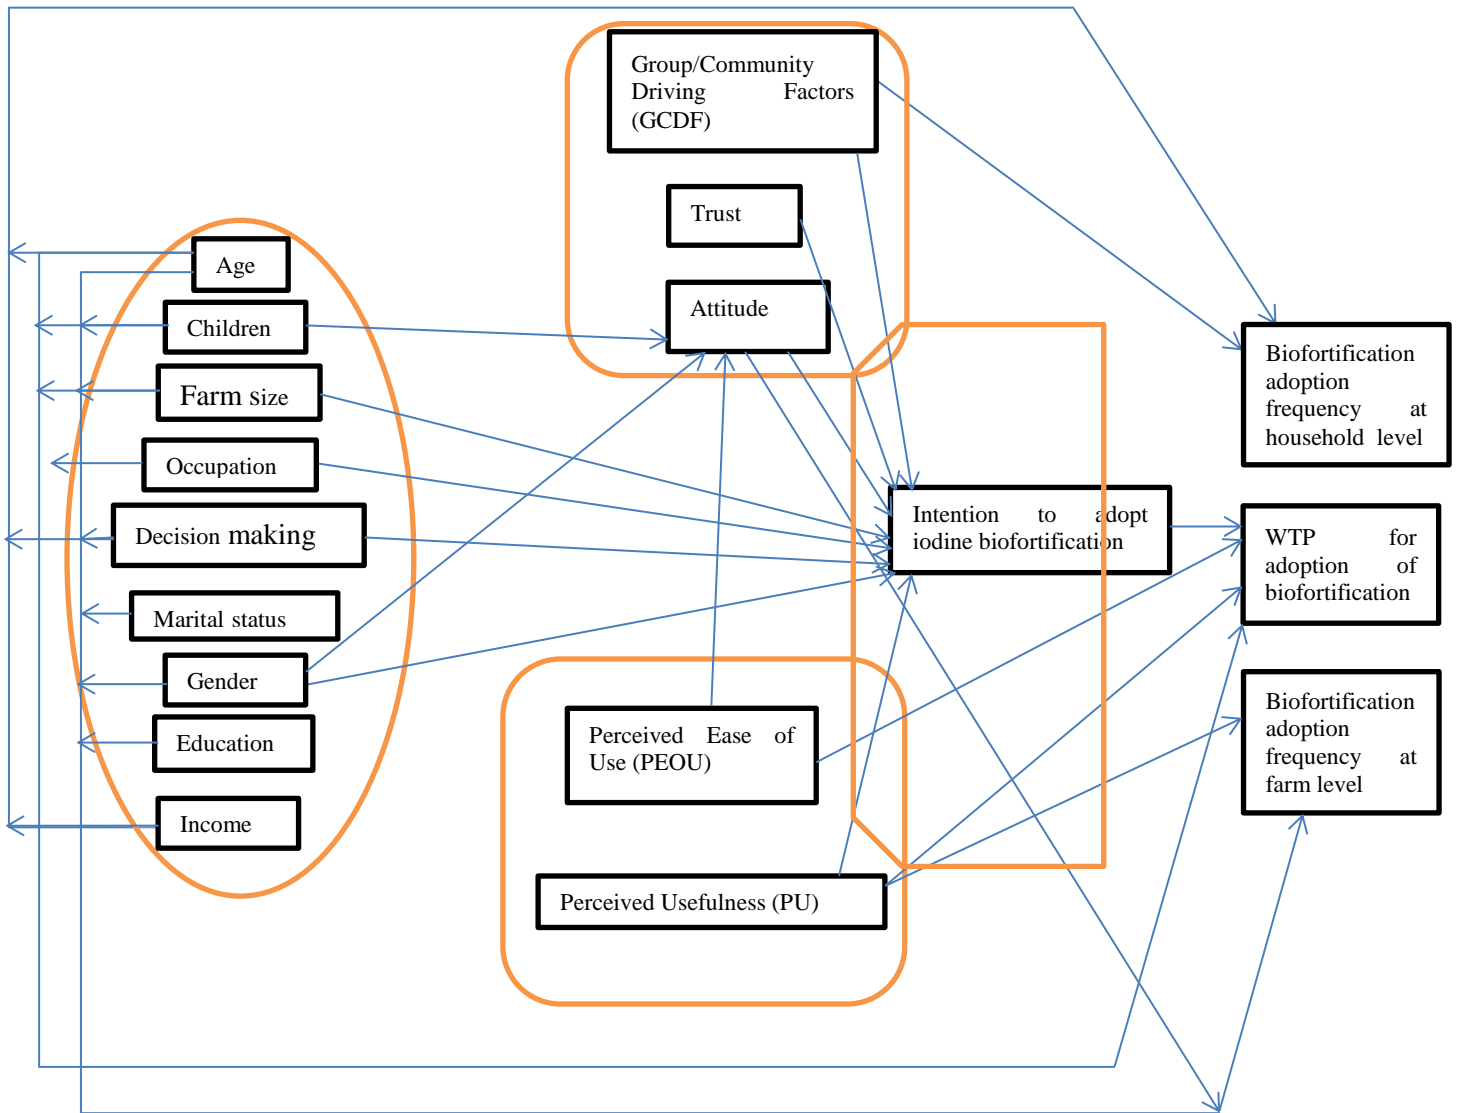 Group/Community
Driving Factors
(GCDF)
Trust
Attitude
Age
Children
Farm size
Occupation
Decision making
Marital status
Gender
Education
Income
Intention to adopt
iodine biofortification
Perceived Ease of
Use (PEOU)
Perceived Usefulness (PU)
Biofortification
adoption
frequency at
household level
WTP for
adoption of
biofortification
Biofortification
adoption
frequency at
farm level